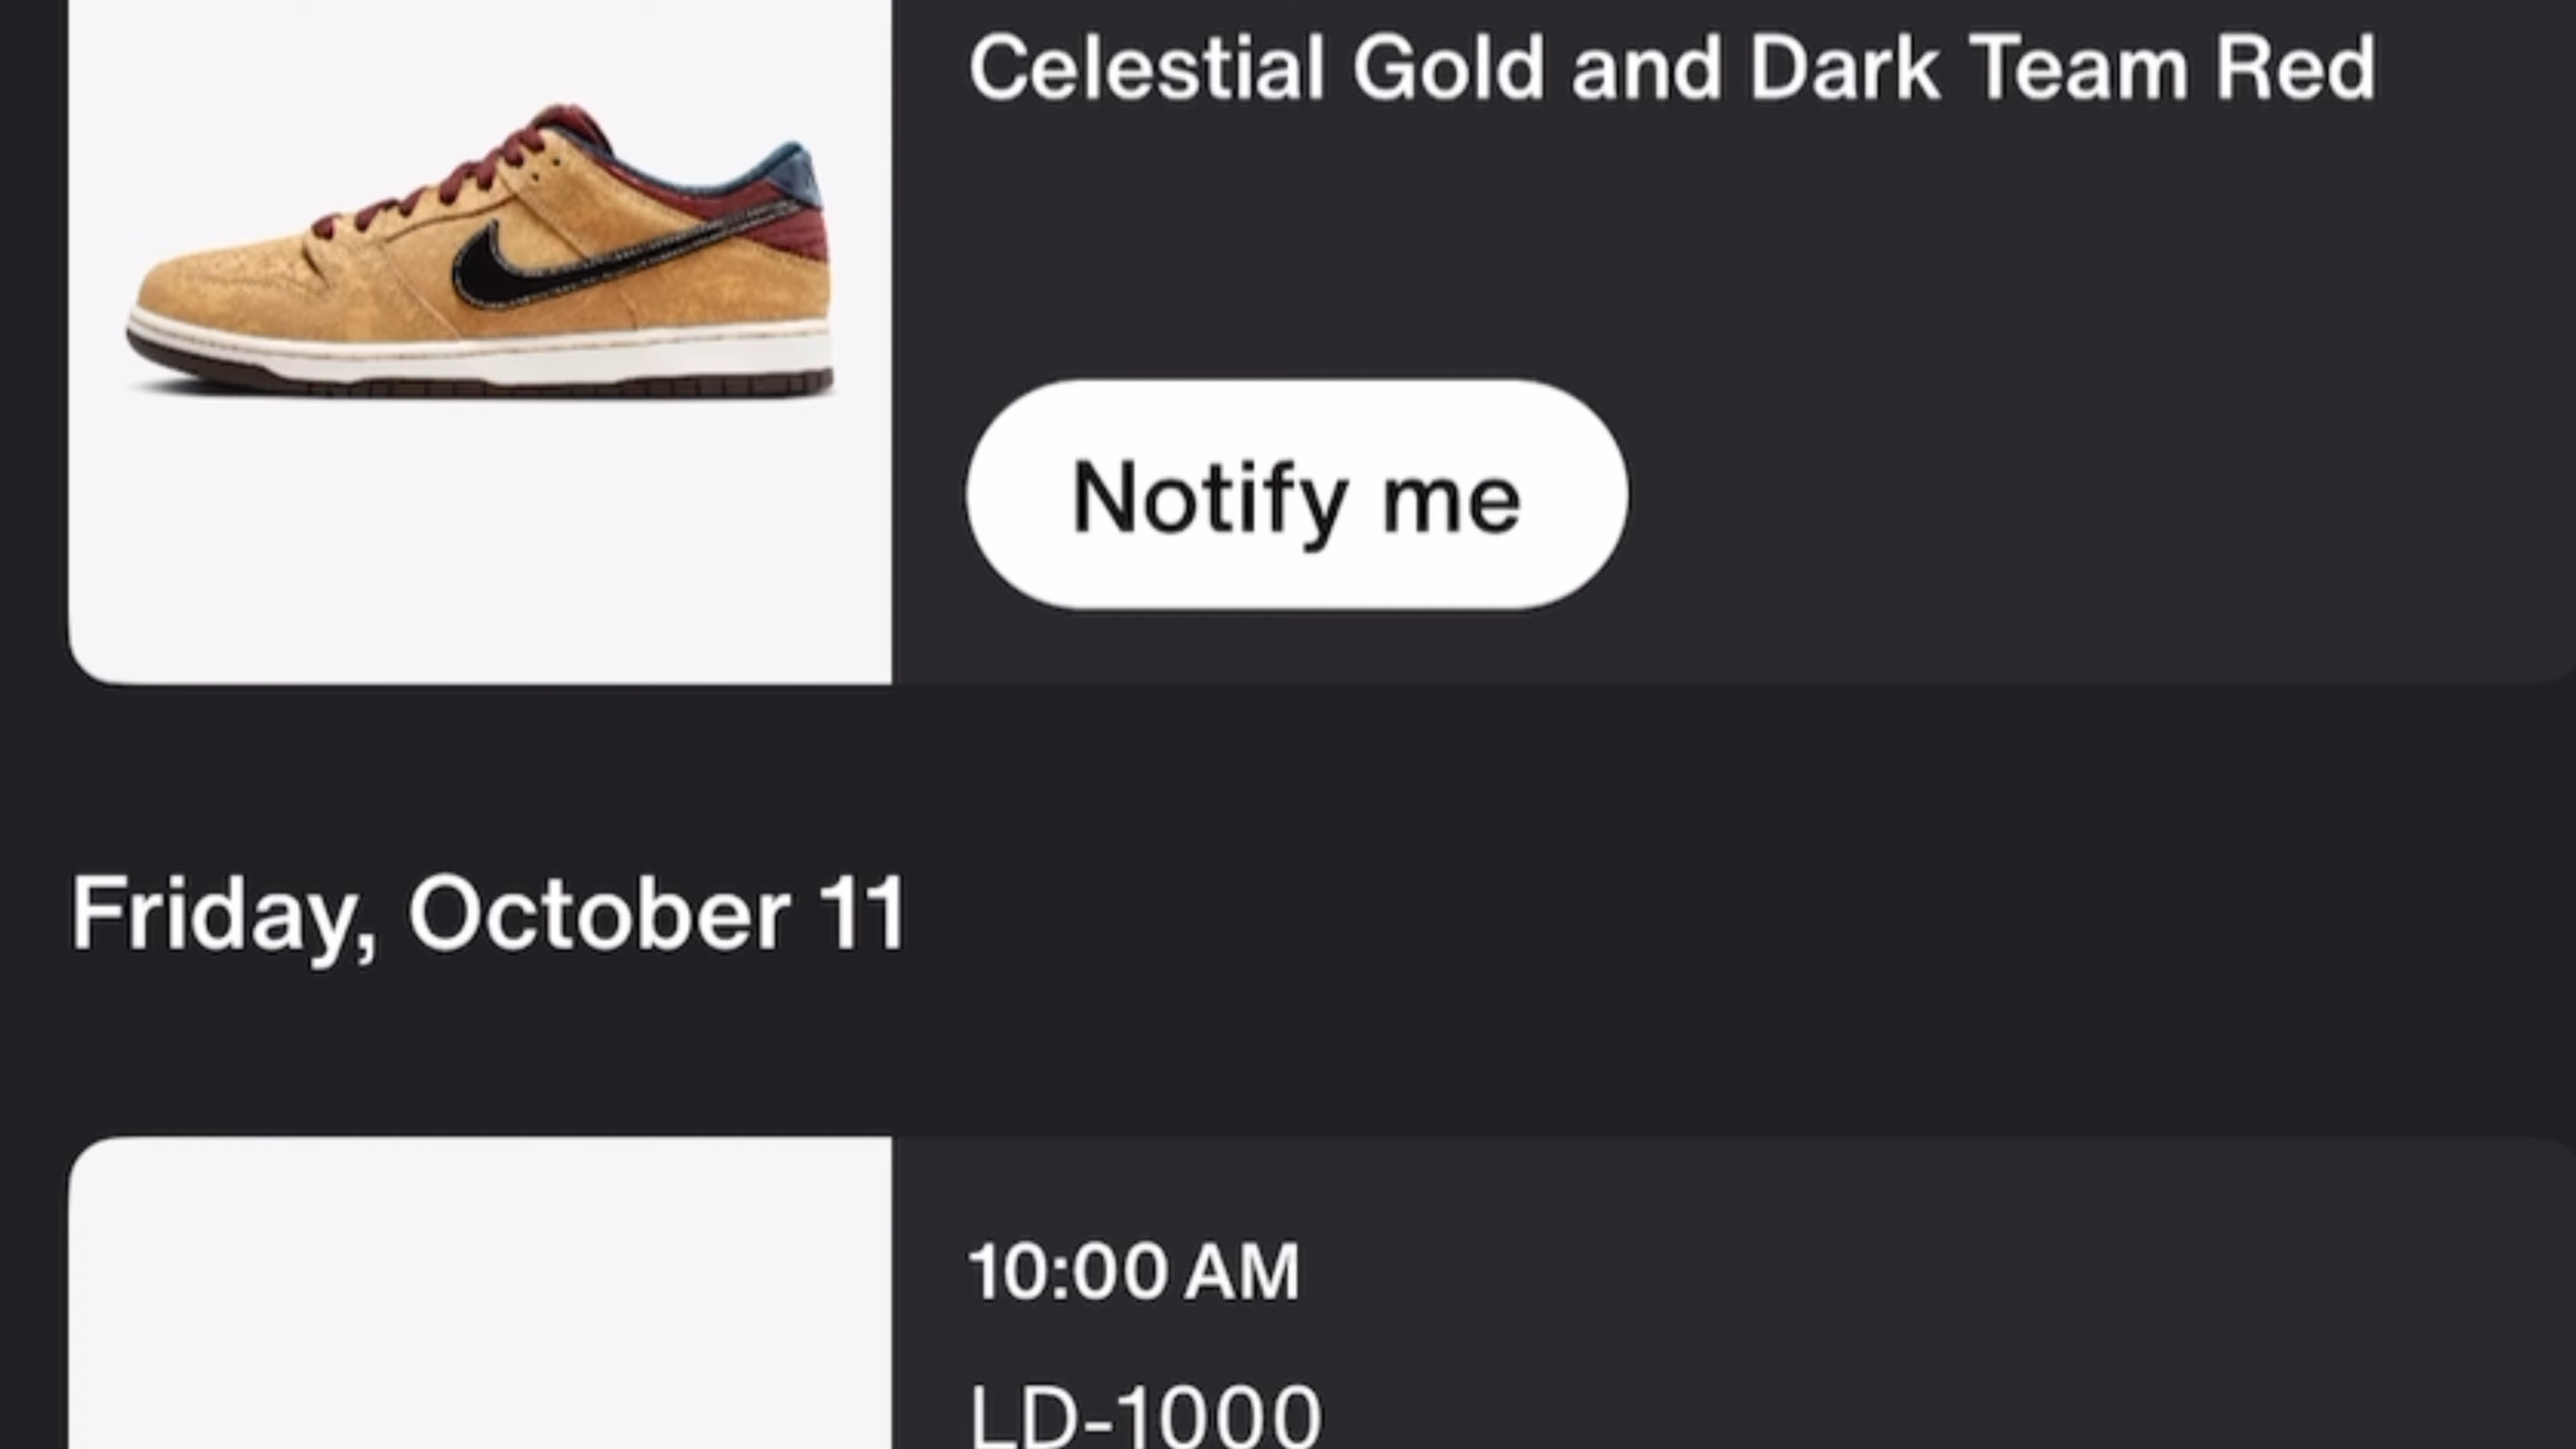 Celestial Gold and Dark Team Red
Notify me
Friday, October 11
10:00 AM
LD-1000